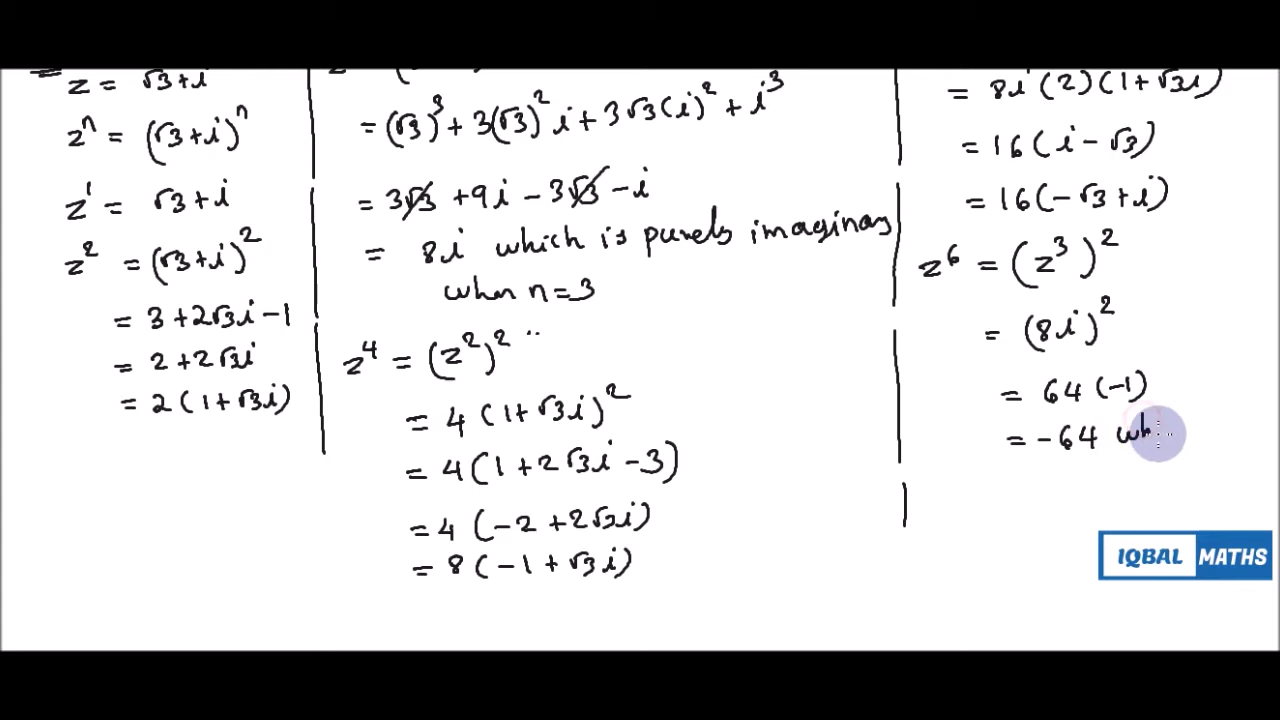 z = √3+i
zⁿ = (√3+i)ⁿ
z¹ = √3+i
z² = (√3+i)²
= 3+2√3i-1
= 2+2√3i
= 2(1+√3i)
= (√3)³+3(√3)²i+3√3(i)²+i³
= 3√3+9i-3√3-i
= 8i which is purely imaginary
when n=3
z⁴ = (z²)²
= 4(1+√3i)²
= 4(1+2√3i-3)
= 4(-2+2√3i)
= 8(-1+√3i)
= 8i(2)(1+√3i)
= 16(i-√3)
= 16(-√3+i)
z⁶ = (z³)²
= (8i)²
= 64(-1)
= -64 wh
IQBAL MATHS